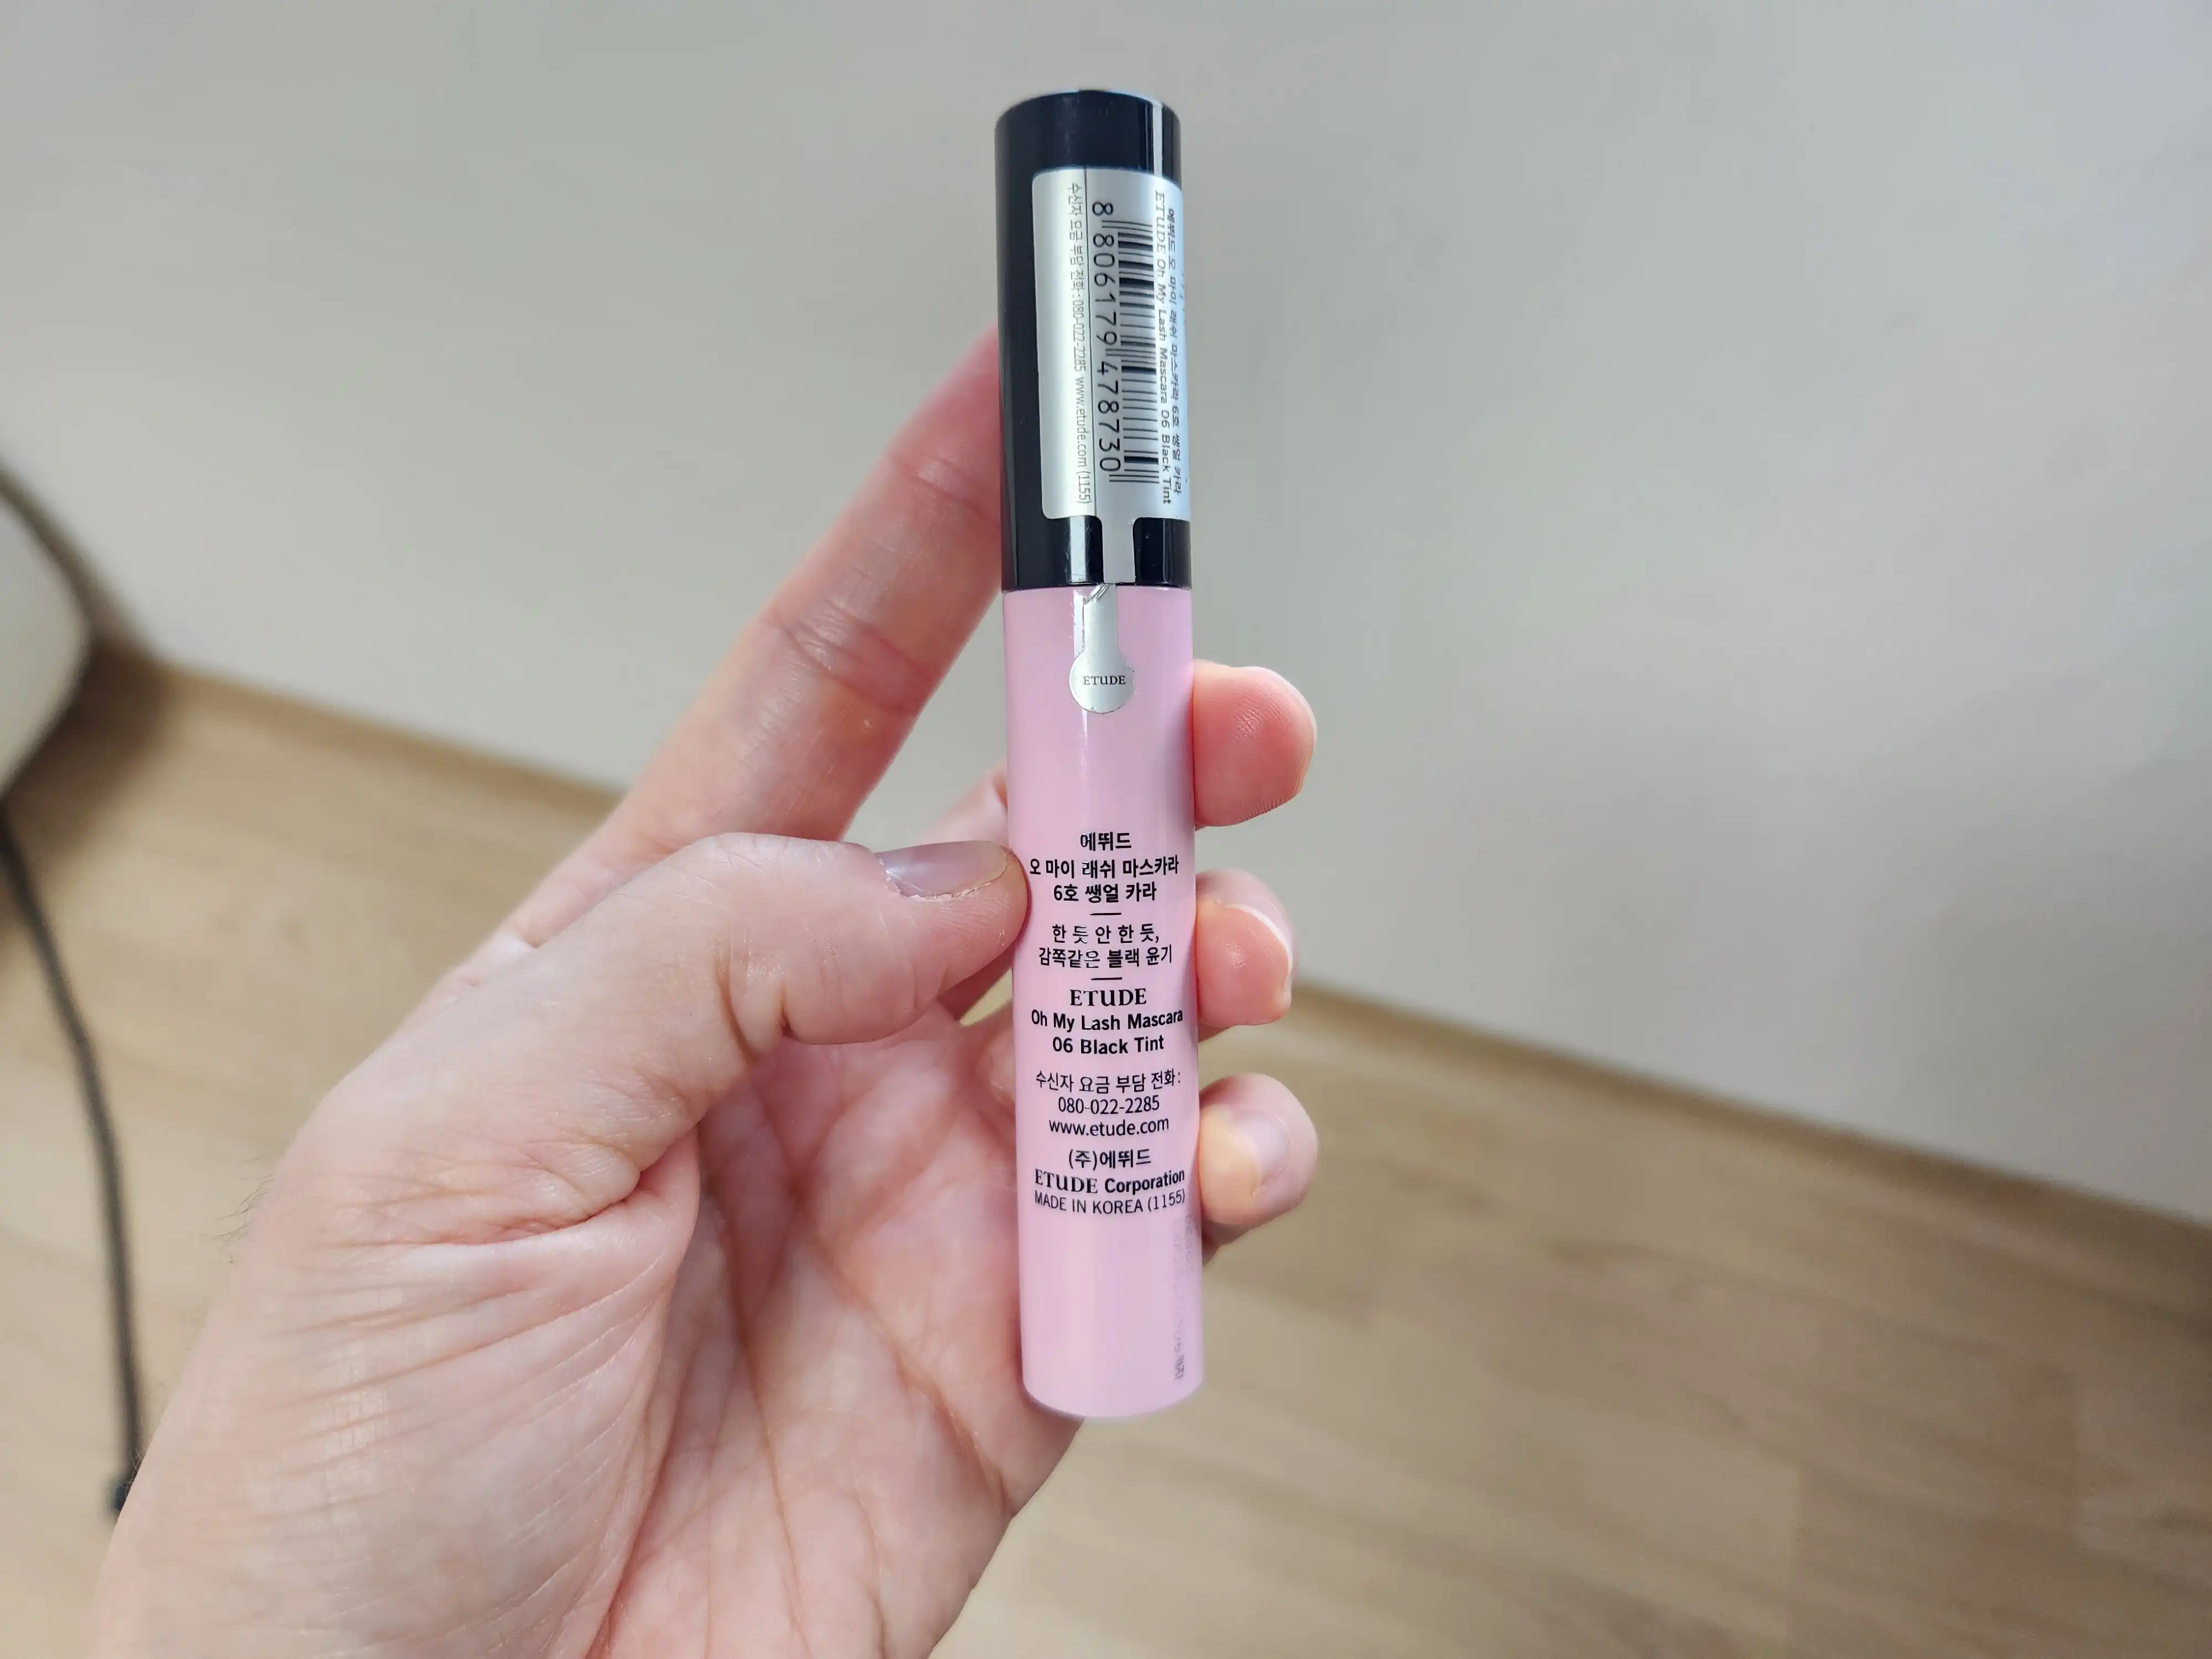 에뛰드 오 마이 래쉬 마스카라 6호 쌩얼 카라
ETUDE Oh My Lash Mascara 06 Black Tint
8 806179 478730
수신자 요금 부담 전화 : 080-022-2285 www.etude.com (1155)
ETUDE
에뛰드
오 마이 래쉬 마스카라
6호 쌩얼 카라
한 듯 안 한 듯,
감쪽같은 블랙 윤기
ETUDE
Oh My Lash Mascara
06 Black Tint
수신자 요금 부담 전화 :
080-022-2285
www.etude.com
(주)에뛰드
ETUDE Corporation
MADE IN KOREA (1155)